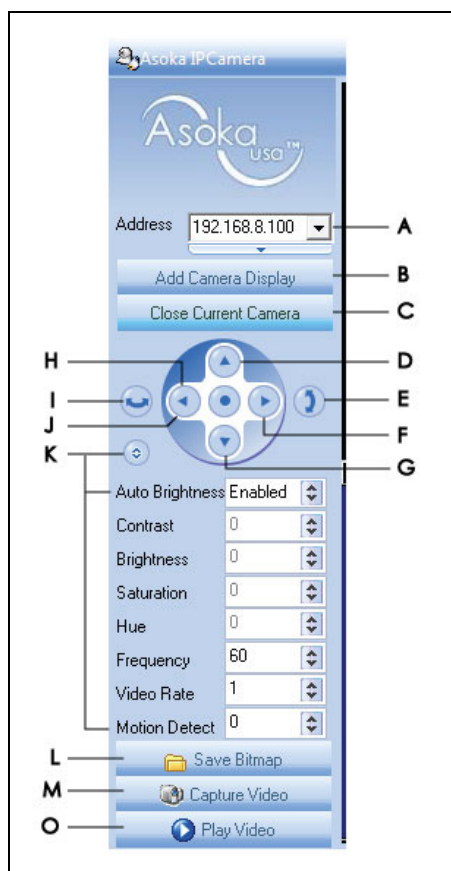 Asoka IPCamera
Asoka
USA™
Address 192.168.8.100 A
Add Camera Display B
Close Current Camera C
H D
I E
J F
K G
Auto Brightness Enabled
Contrast 0
Brightness 0
Saturation 0
Hue 0
Frequency 60
Video Rate 1
Motion Detect 0
L Save Bitmap
M Capture Video
O Play Video